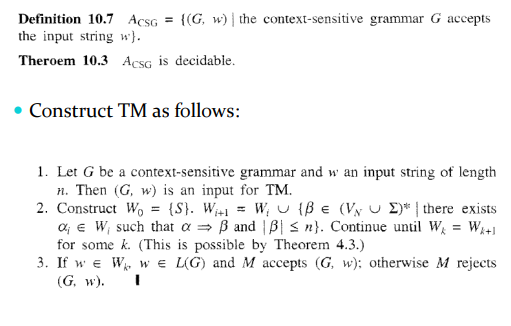 Definition 10.7 A_CSG = {(G, w) | the context-sensitive grammar G accepts
the input string w}.
Theroem 10.3 A_CSG is decidable.
• Construct TM as follows:
1. Let G be a context-sensitive grammar and w an input string of length
n. Then (G, w) is an input for TM.
2. Construct W₀ = {S}. Wᵢ₊₁ = Wᵢ ∪ {β ∈ (V_N ∪ Σ)* | there exists
αᵢ ∈ Wᵢ such that α ⇒ β and |β| ≤ n}. Continue until Wₖ = Wₖ₊₁
for some k. (This is possible by Theorem 4.3.)
3. If w ∈ Wₖ, w ∈ L(G) and M accepts (G, w); otherwise M rejects
(G, w).